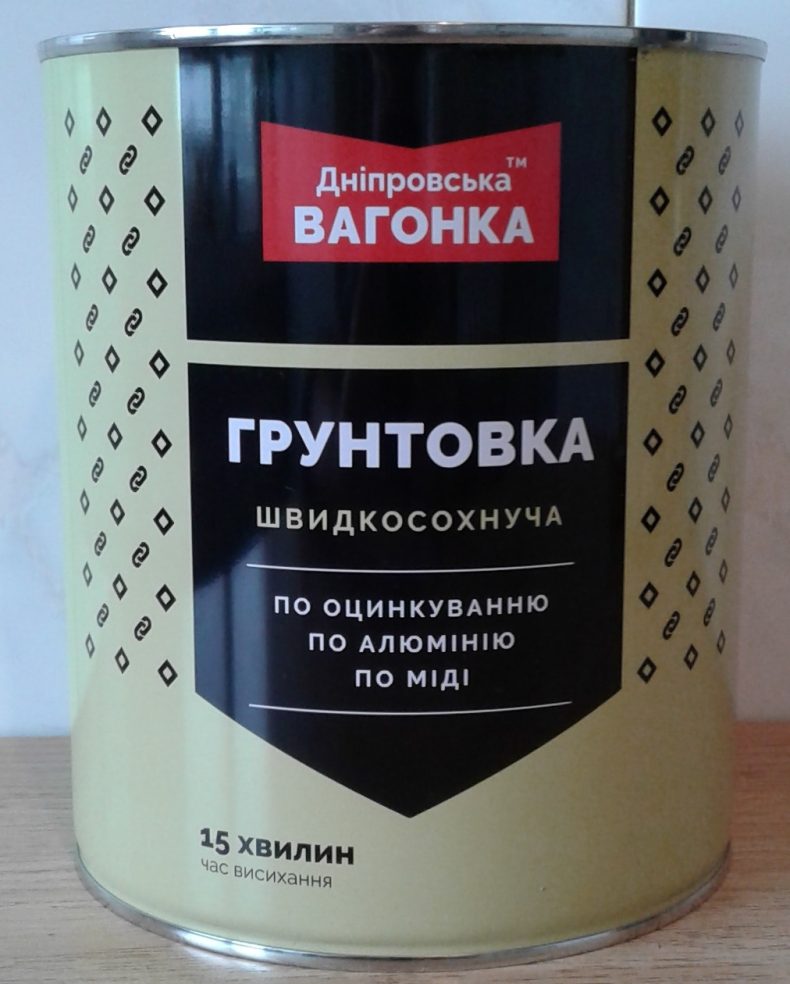 Дніпровська™
ВАГОНКА
ГРУНТОВКА
ШВИДКОСОХНУЧА
ПО ОЦИНКУВАННЮ
ПО АЛЮМІНІЮ
ПО МІДІ
15 ХВИЛИН
час висихання